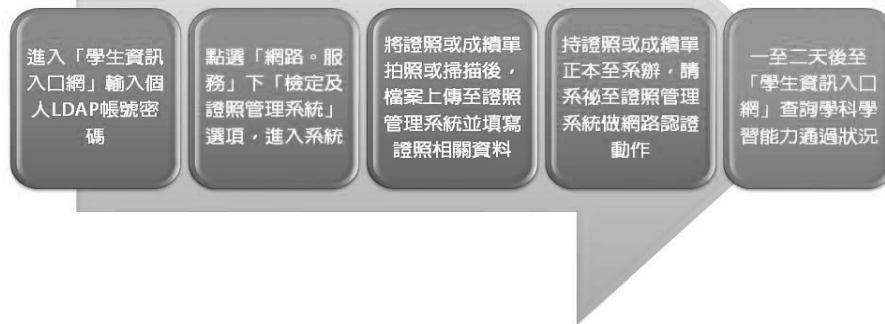 進入「學生資訊
入口網」輸入個
人LDAP帳號密
碼
點選「網路。服
務」下「檢定及
證照管理系統」
選項，進入系統
將證照或成績單
拍照或掃描後，
檔案上傳至證照
管理系統並填寫
證照相關資料
持證照或成績單
正本至系辦，請
系祕至證照管理
系統做網路認證
動作
一至二天後至
「學生資訊入口
網」查詢學科學
習能力通過狀況